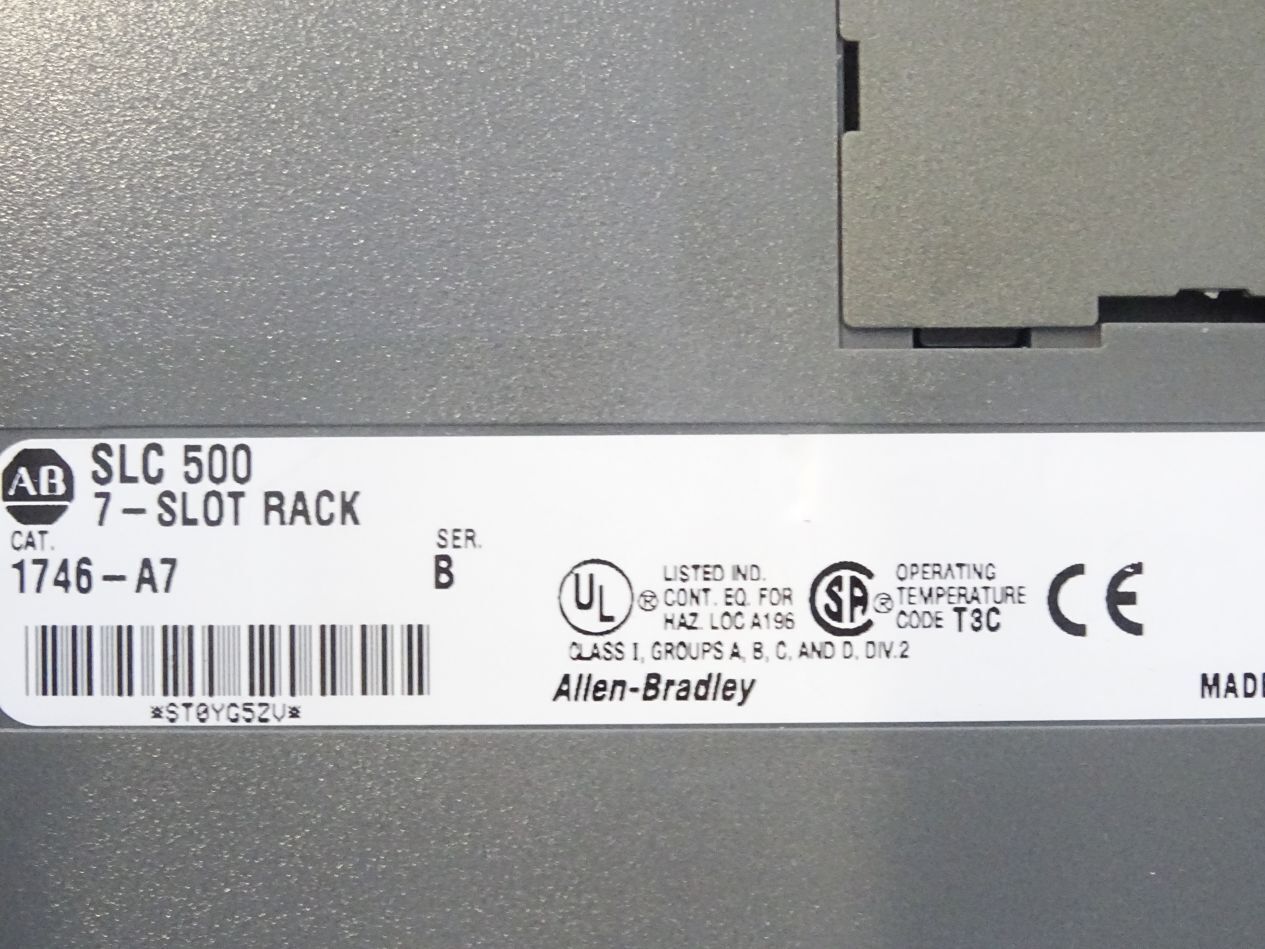 AB
SLC 500
7-SLOT RACK
CAT.
SER.
1746-A7
B
UL ® LISTED IND.
CONT. EQ. FOR
HAZ. LOC A196
SA ® OPERATING
TEMPERATURE
CODE T3C
CE
CLASS I, GROUPS A, B, C, AND D, DIV.2
Allen-Bradley
MADE
*ST0YG5ZV*